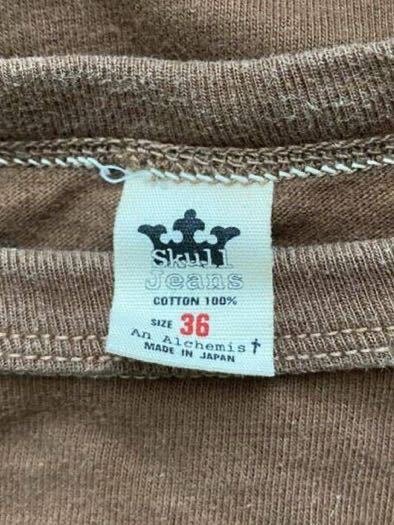 Skull
Jeans
COTTON 100%
SIZE 36
An Alchemist
MADE IN JAPAN